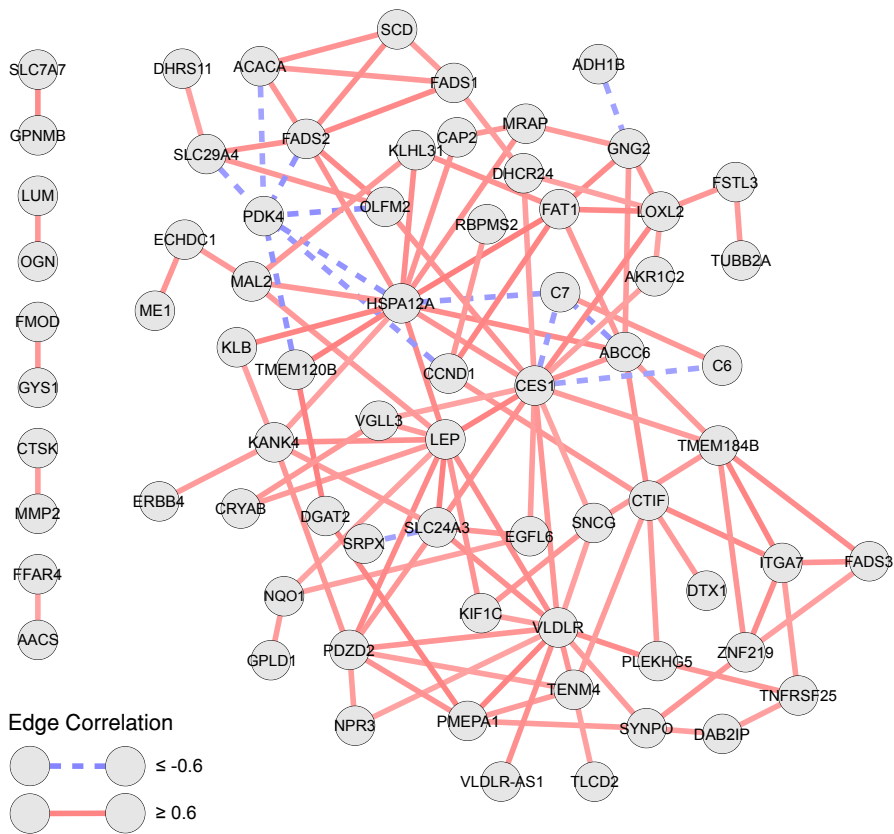 SCD
SLC7A7
DHRS11
ACACA
ADH1B
FADS1
GPNMB
SLC29A4
FADS2
CAP2
MRAP
KLHL31
GNG2
DHCR24
FSTL3
LUM
PDK4
OLFM2
RBPMS2
FAT1
LOXL2
ECHDC1
OGN
TUBB2A
MAL2
HSPA12A
C7
AKR1C2
ME1
FMOD
KLB
TMEM120B
CCND1
CES1
ABCC6
C6
GYS1
VGLL3
KANK4
LEP
TMEM184B
CTSK
ERBB4
CRYAB
DGAT2
SLC24A3
SNCG
CTIF
MMP2
SRPX
EGFL6
ITGA7
FADS3
FFAR4
NQO1
KIF1C
DTX1
VLDLR
AACS
GPLD1
PDZD2
PLEKHG5
ZNF219
TENM4
TNFRSF25
NPR3
PMEPA1
SYNPO
DAB2IP
VLDLR-AS1
TLCD2
Edge Correlation
≤ -0.6
≥ 0.6